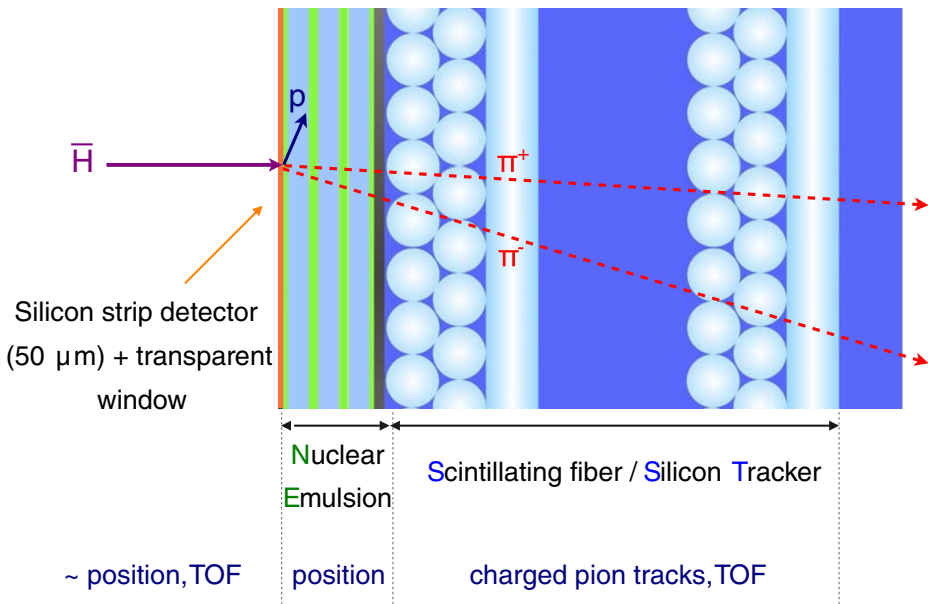 p
H̅
π⁺
π⁻
Silicon strip detector
(50 μm) + transparent
window
Nuclear
Emulsion
Scintillating fiber / Silicon Tracker
~ position, TOF
position
charged pion tracks, TOF